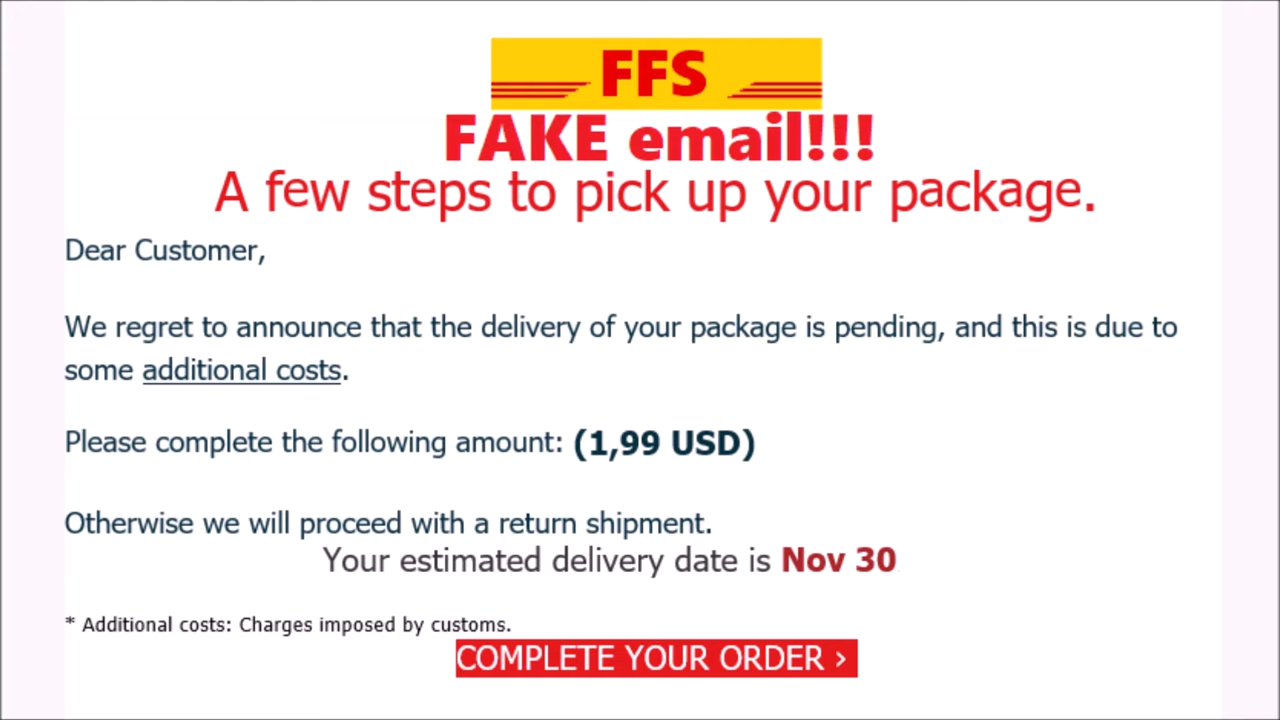 FFS
FAKE email!!!
A few steps to pick up your package.
Dear Customer,
We regret to announce that the delivery of your package is pending, and this is due to
some additional costs.
Please complete the following amount: (1,99 USD)
Otherwise we will proceed with a return shipment.
Your estimated delivery date is Nov 30
* Additional costs: Charges imposed by customs.
COMPLETE YOUR ORDER ›